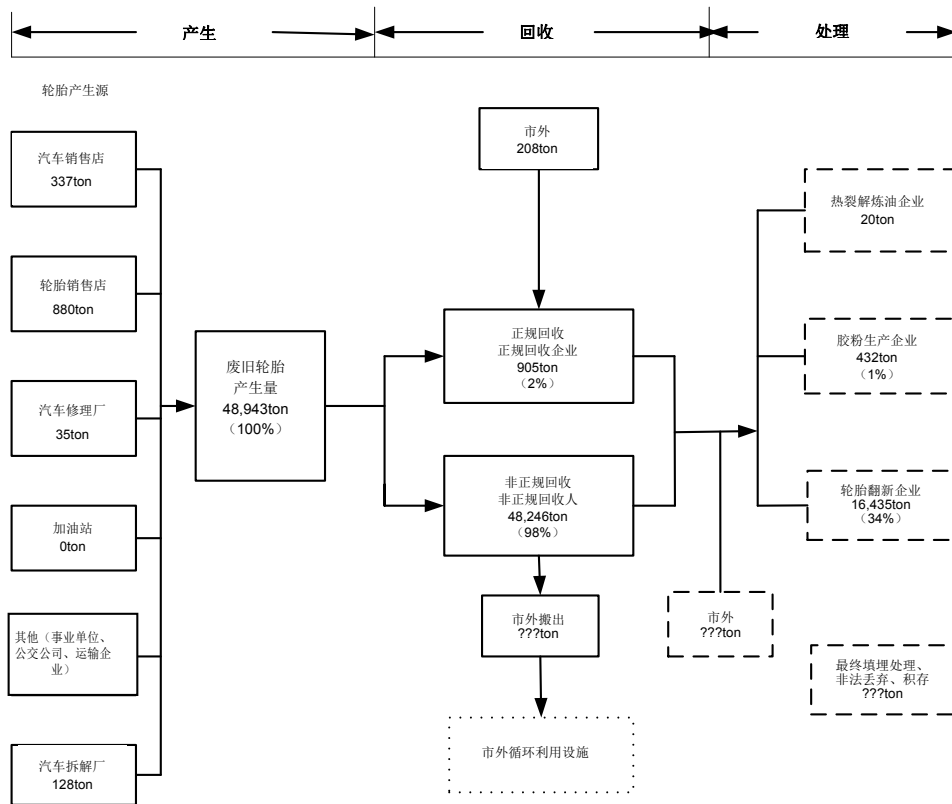 产生
回收
处理
轮胎产生源
汽车销售店
337ton
轮胎销售店
880ton
汽车修理厂
35ton
加油站
0ton
其他（事业单位、
公交公司、运输企
业）
汽车拆解厂
128ton
废旧轮胎
产生量
48,943ton
（100%）
市外
208ton
正规回收
正规回收企业
905ton
（2%）
非正规回收
非正规回收人
48,246ton
（98%）
市外搬出
???ton
市外循环利用设施
市外
???ton
热裂解炼油企业
20ton
胶粉生产企业
432ton
（1%）
轮胎翻新企业
16,435ton
（34%）
最终填埋处理、
非法丢弃、积存
???ton